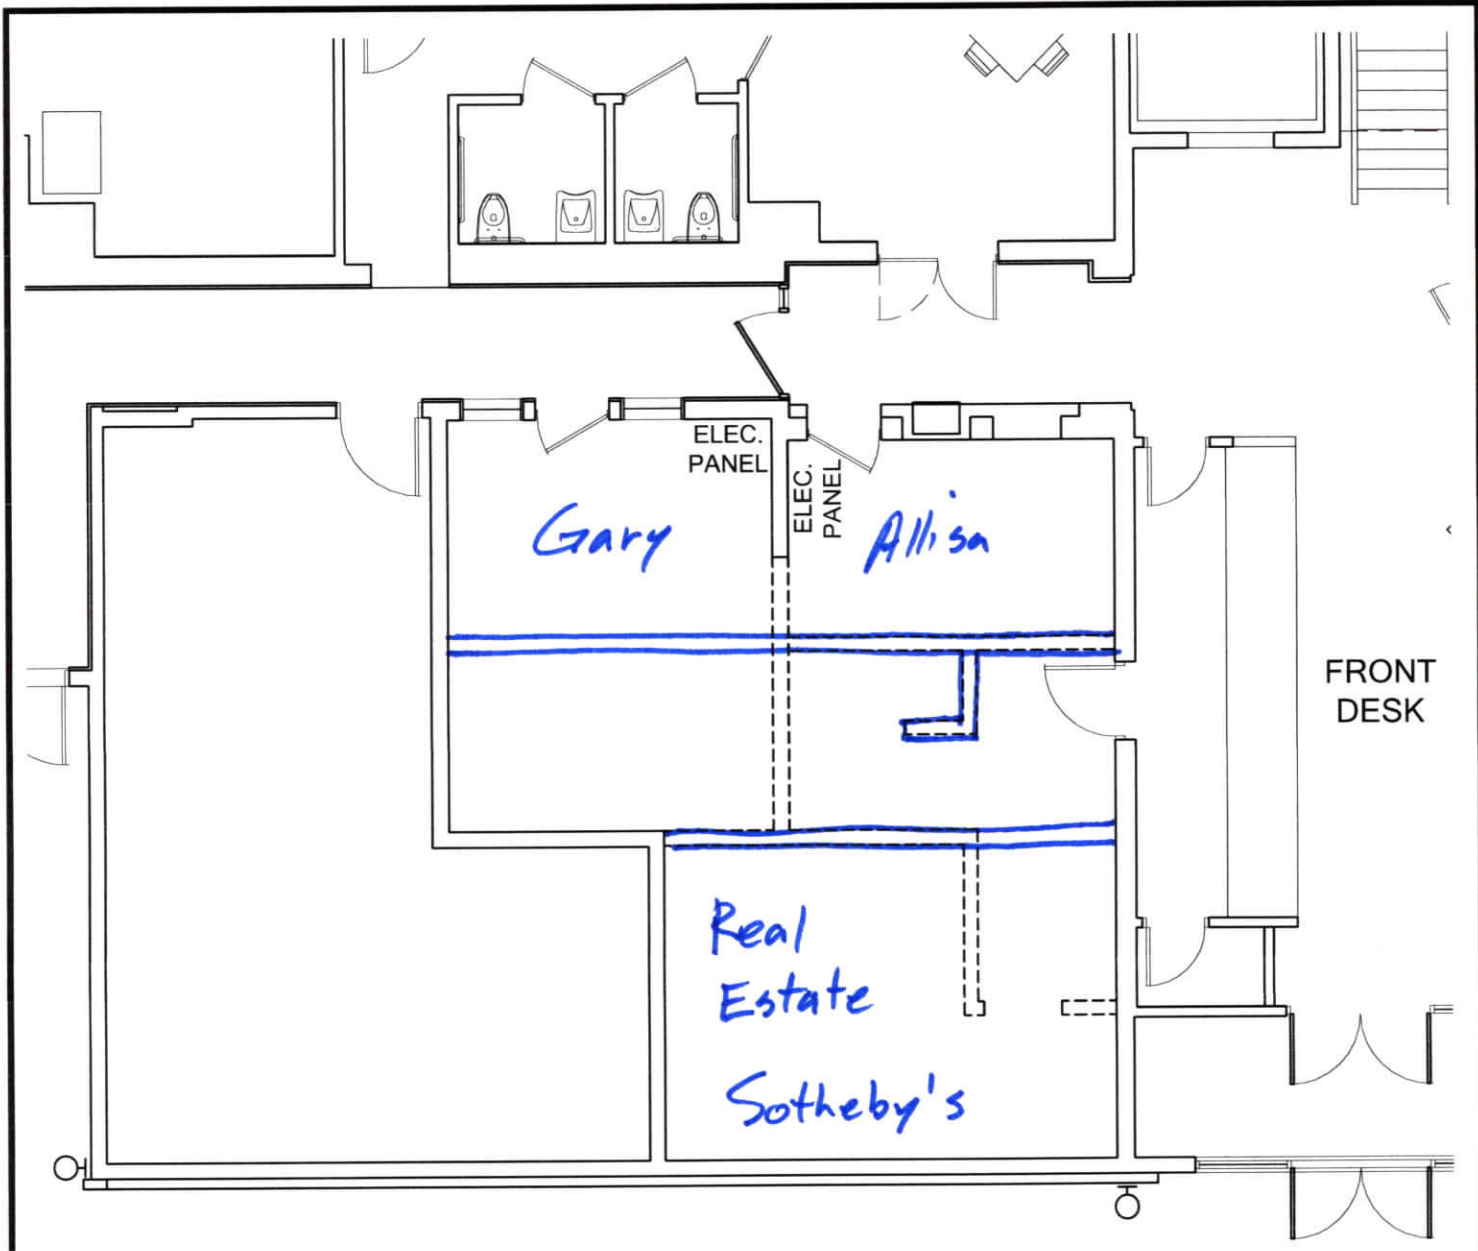 ELEC.
PANEL
ELEC.
PANEL
Gary
Allisa
FRONT
DESK
Real
Estate
Sotheby's